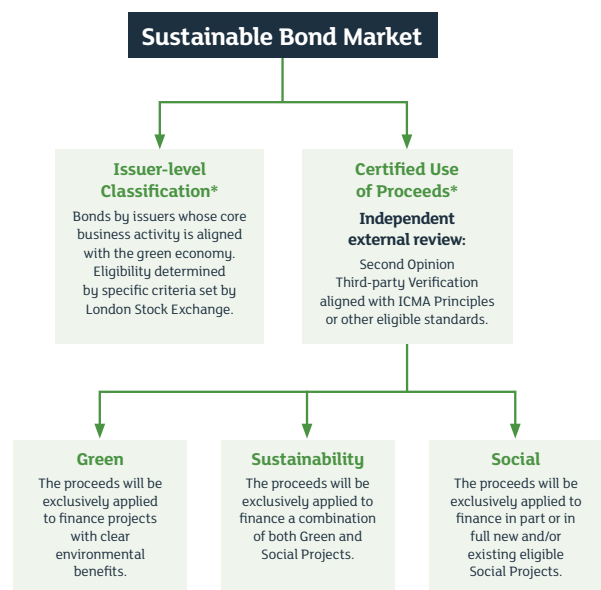 Sustainable Bond Market
Issuer-level
Classification*
Bonds by issuers whose core
business activity is aligned
with the green economy.
Eligibility determined
by specific criteria set by
London Stock Exchange.
Certified Use
of Proceeds*
Independent
external review:
Second Opinion
Third-party Verification
aligned with ICMA Principles
or other eligible standards.
Green
The proceeds will be
exclusively applied
to finance projects
with clear
environmental
benefits.
Sustainability
The proceeds will be
exclusively applied to
finance a combination
of both Green and
Social Projects.
Social
The proceeds will be
exclusively applied to
finance in part or in
full new and/or
existing eligible
Social Projects.